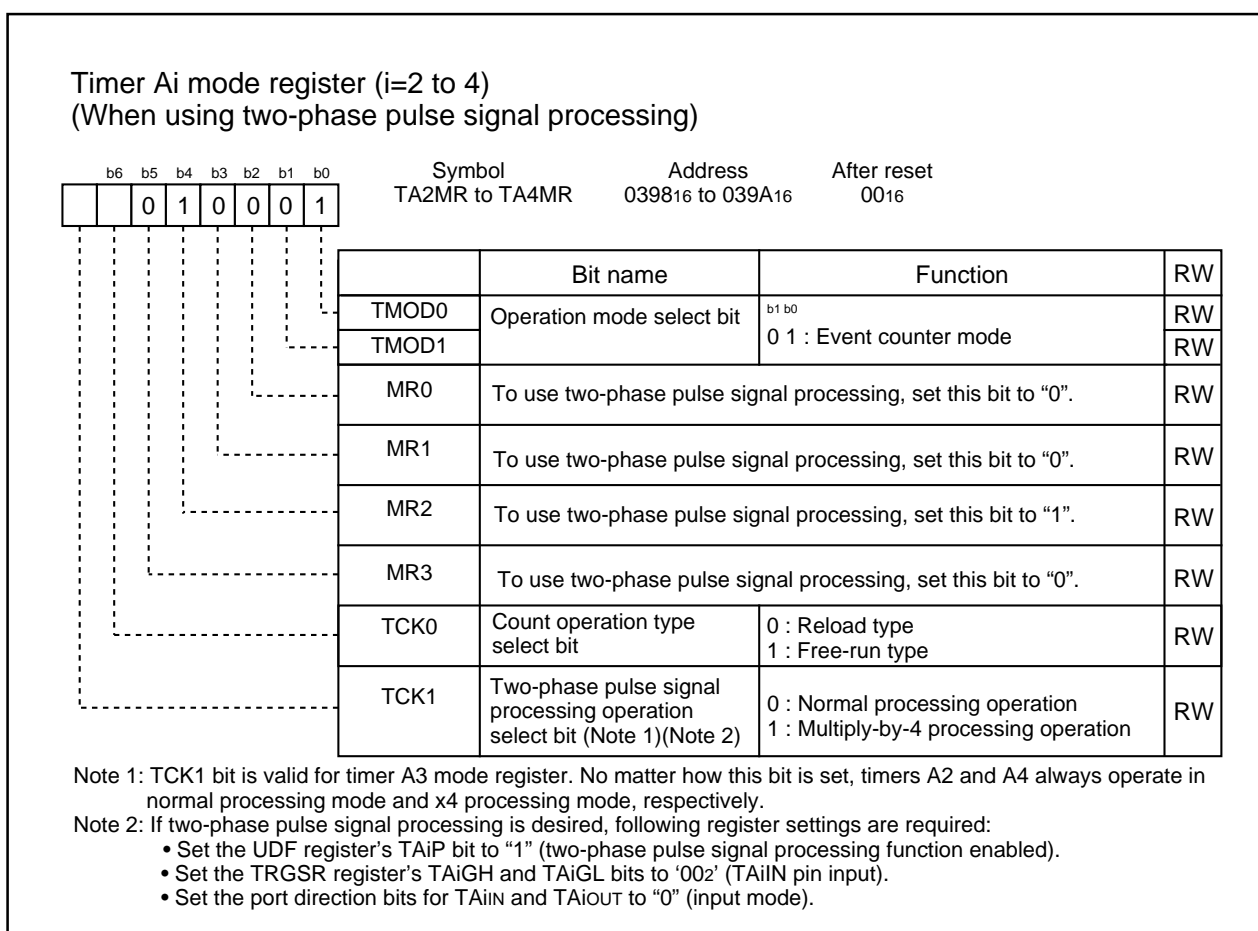 Timer Ai mode register (i=2 to 4)
(When using two-phase pulse signal processing)
b6 b5 b4 b3 b2 b1 b0
0 1 0 0 0 1
Symbol Address After reset
TA2MR to TA4MR 039816 to 039A16 0016
Bit name Function RW
TMOD0 Operation mode select bit b1 b0 RW
0 1 : Event counter mode
TMOD1 RW
MR0 To use two-phase pulse signal processing, set this bit to “0”. RW
MR1 To use two-phase pulse signal processing, set this bit to “0”. RW
MR2 To use two-phase pulse signal processing, set this bit to “1”. RW
MR3 To use two-phase pulse signal processing, set this bit to “0”. RW
TCK0 Count operation type 0 : Reload type RW
select bit 1 : Free-run type
TCK1 Two-phase pulse signal
processing operation 0 : Normal processing operation RW
select bit (Note 1)(Note 2) 1 : Multiply-by-4 processing operation
Note 1: TCK1 bit is valid for timer A3 mode register. No matter how this bit is set, timers A2 and A4 always operate in
normal processing mode and x4 processing mode, respectively.
Note 2: If two-phase pulse signal processing is desired, following register settings are required:
• Set the UDF register’s TAiP bit to “1” (two-phase pulse signal processing function enabled).
• Set the TRGSR register’s TAiGH and TAiGL bits to ‘002’ (TAiIN pin input).
• Set the port direction bits for TAiIN and TAiOUT to “0” (input mode).